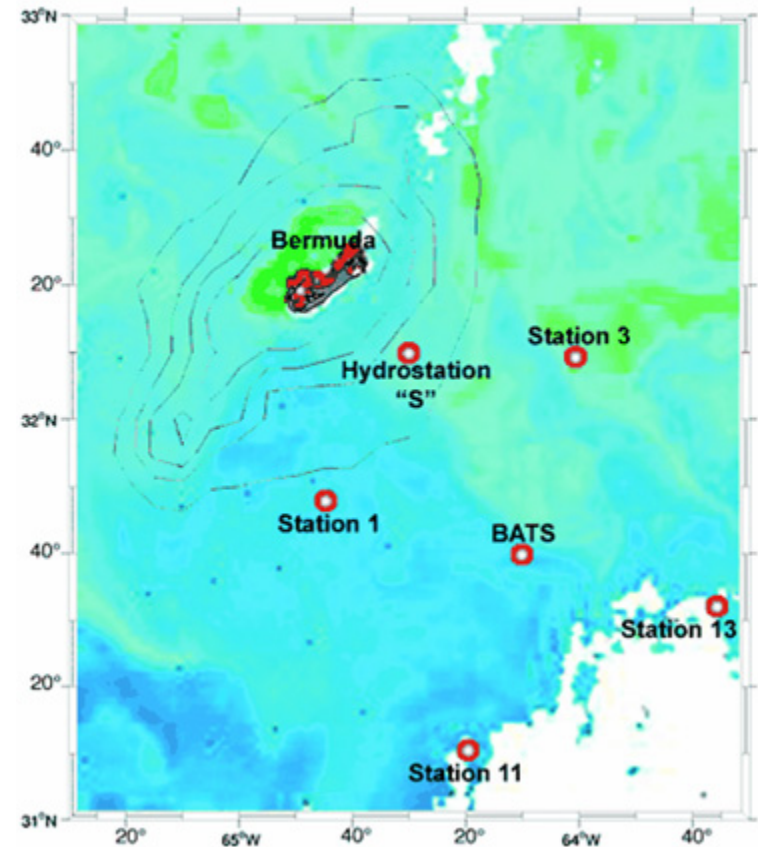 33°N
40°
Bermuda
20°
Station 3
Hydrostation
“S”
32°N
Station 1
BATS
40°
Station 13
20°
Station 11
31°N
20° 65°W 40° 20° 64°W 40°